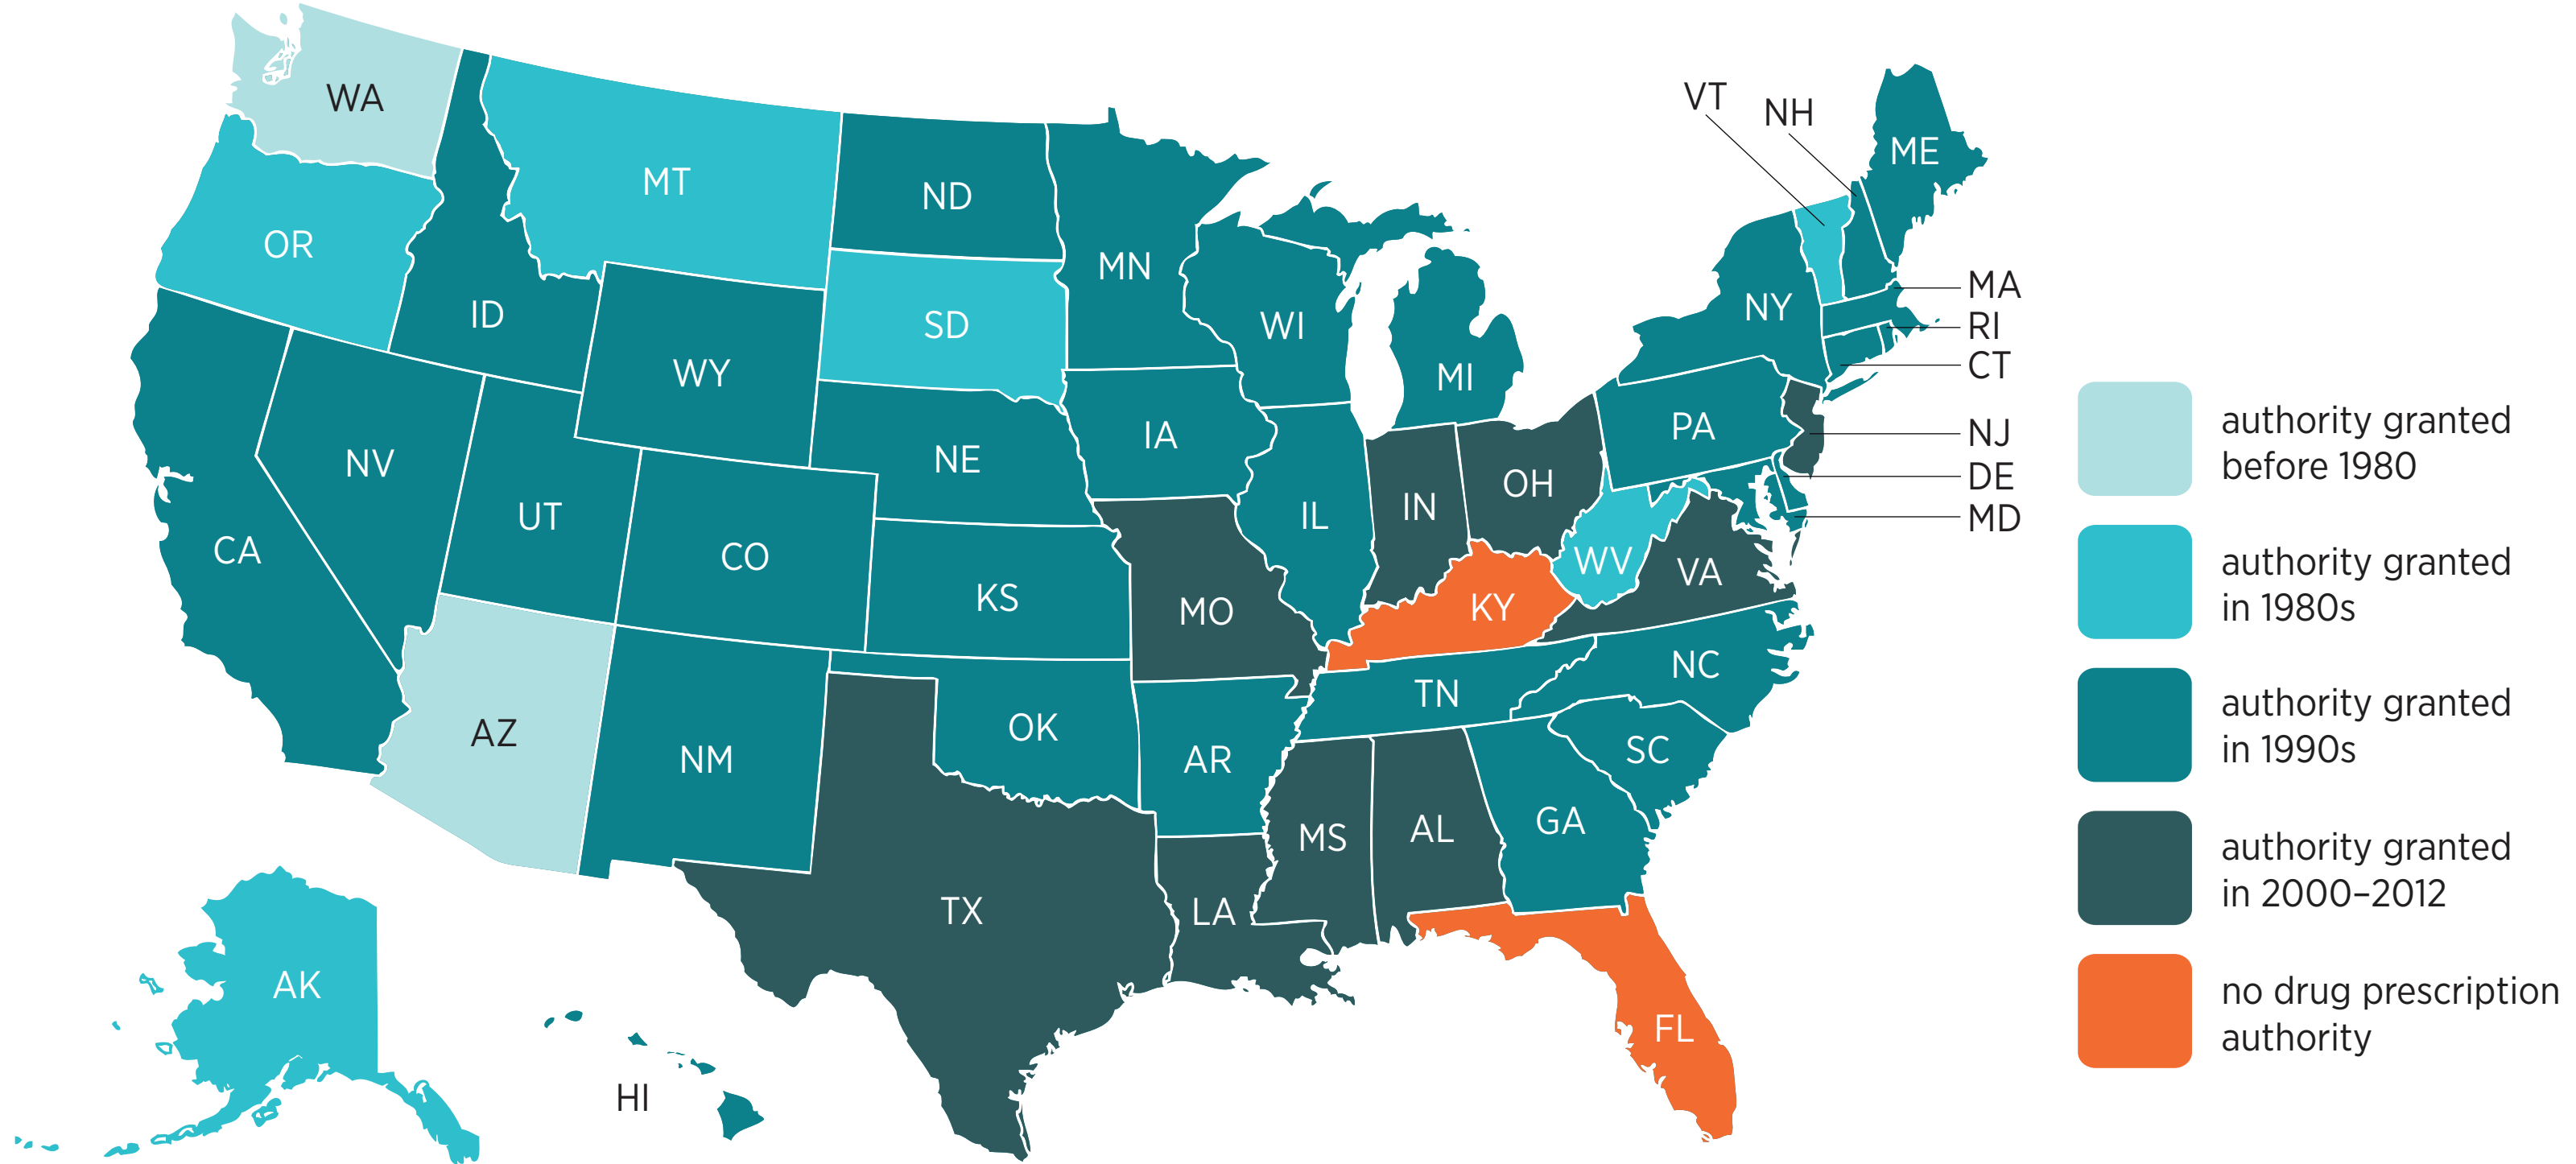 WA
VT
NH
ME
MT
ND
OR
MN
ID
SD
WI
NY
MA
RI
CT
WY
MI
IA
PA
NJ
NV
NE
OH
DE
UT
IN
IL
MD
CA
CO
WV
VA
KS
MO
KY
NC
TN
AZ
NM
OK
AR
SC
MS
AL
GA
TX
LA
AK
FL
HI
authority granted
before 1980
authority granted
in 1980s
authority granted
in 1990s
authority granted
in 2000–2012
no drug prescription
authority